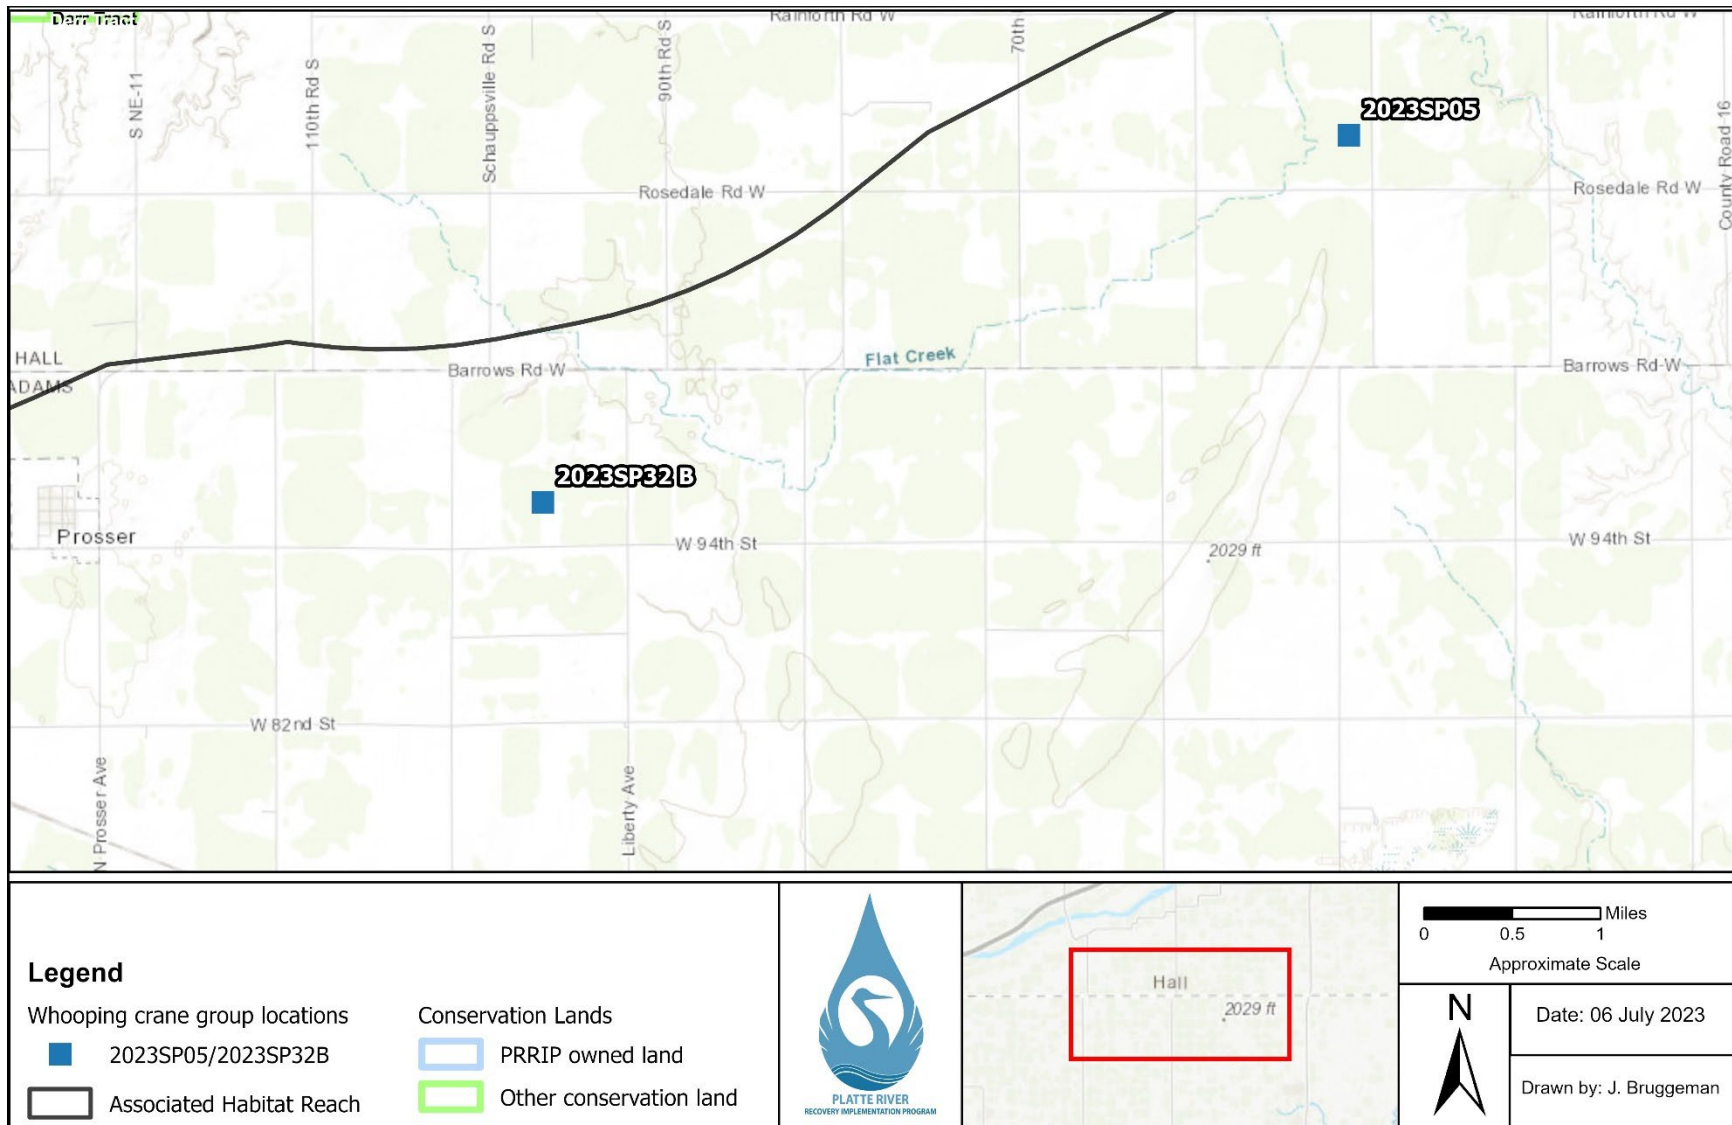 Darr Tract
Rainforth Rd W
Rainforth Rd W
S NE-11
110th Rd S
Schauppsville Rd S
90th Rd S
70th
County Road 16
2023SP05
Rosedale Rd W
Rosedale Rd W
HALL
ADAMS
Barrows Rd W
Flat Creek
Barrows Rd W
2023SP32 B
Prosser
W 94th St
2029 ft
W 94th St
W 82nd St
N Prosser Ave
Liberty Ave
Legend
Whooping crane group locations
2023SP05/2023SP32B
Associated Habitat Reach
Conservation Lands
PRRIP owned land
Other conservation land
PLATTE RIVER
RECOVERY IMPLEMENTATION PROGRAM
Hall
2029 ft
Miles
0 0.5 1
Approximate Scale
N
Date: 06 July 2023
Drawn by: J. Bruggeman